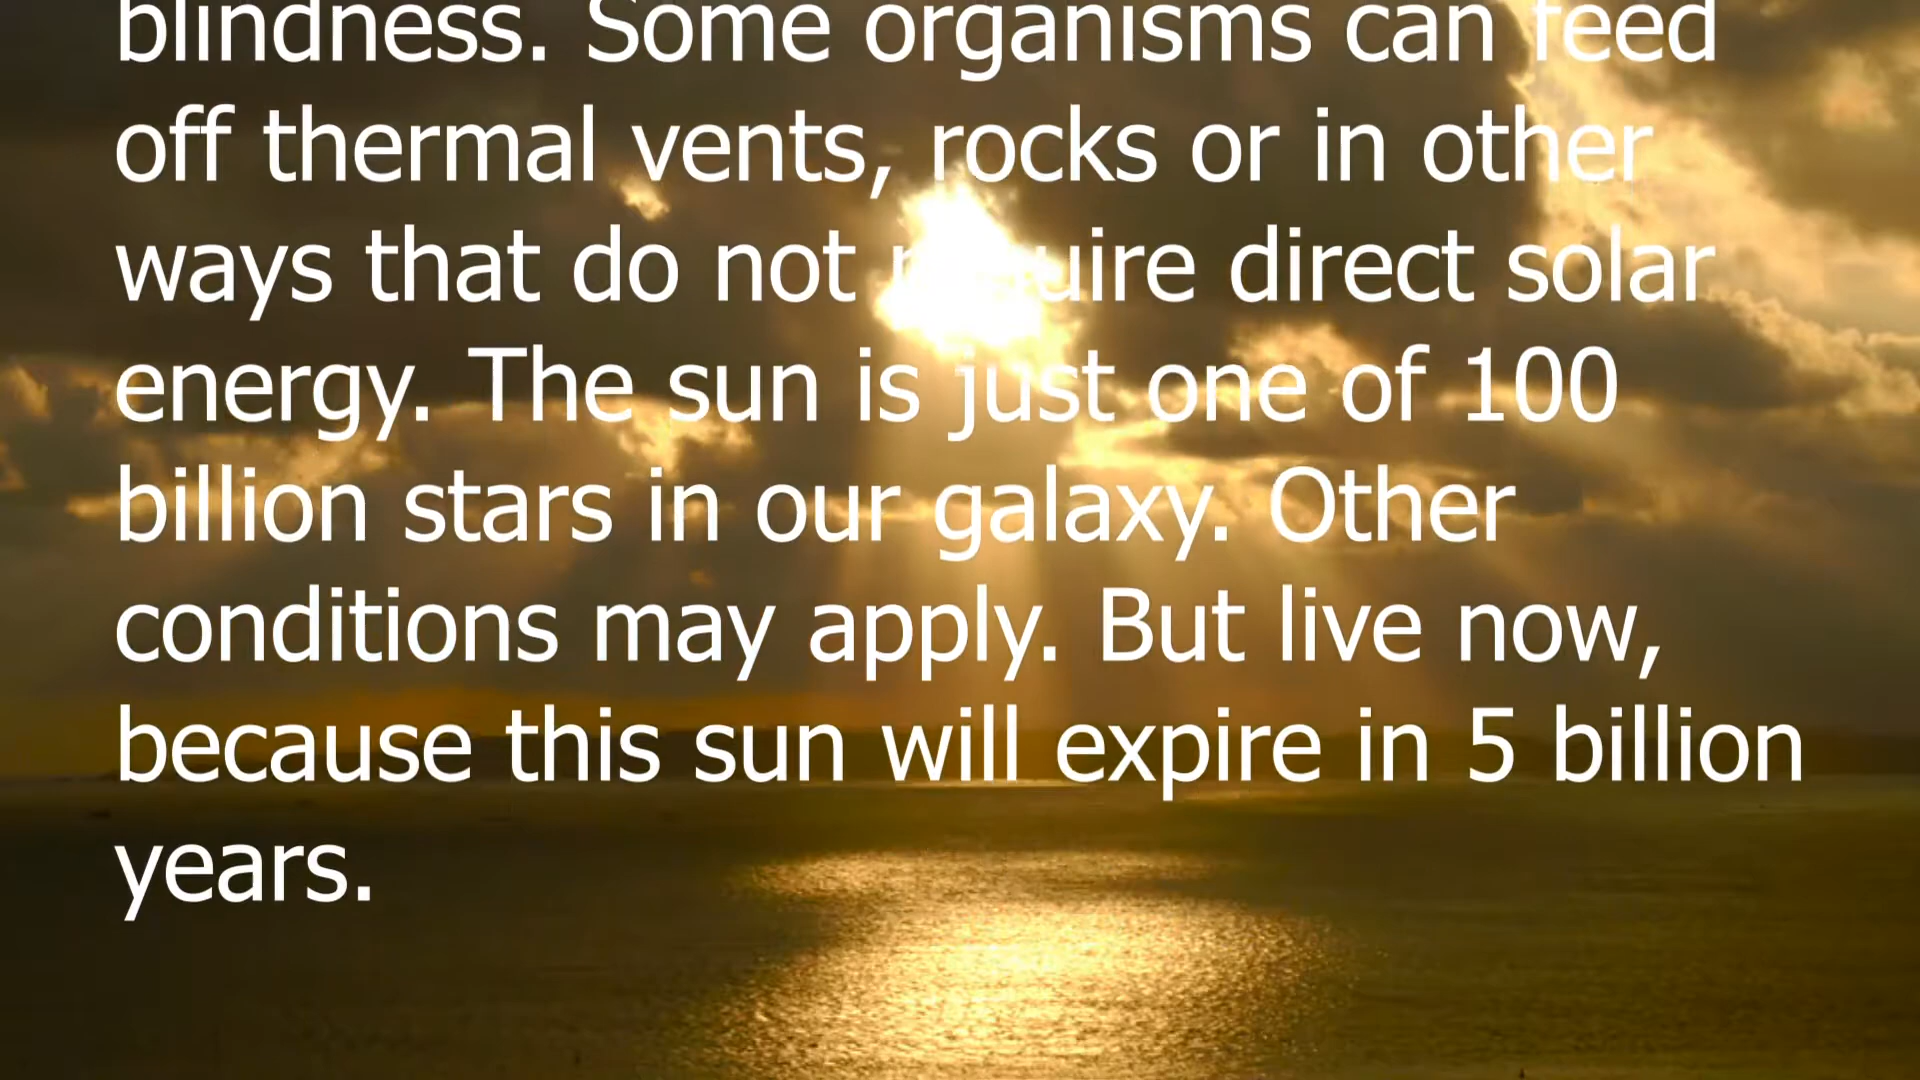 blindness. Some organisms can feed
off thermal vents, rocks or in other
ways that do not require direct solar
energy. The sun is just one of 100
billion stars in our galaxy. Other
conditions may apply. But live now,
because this sun will expire in 5 billion
years.